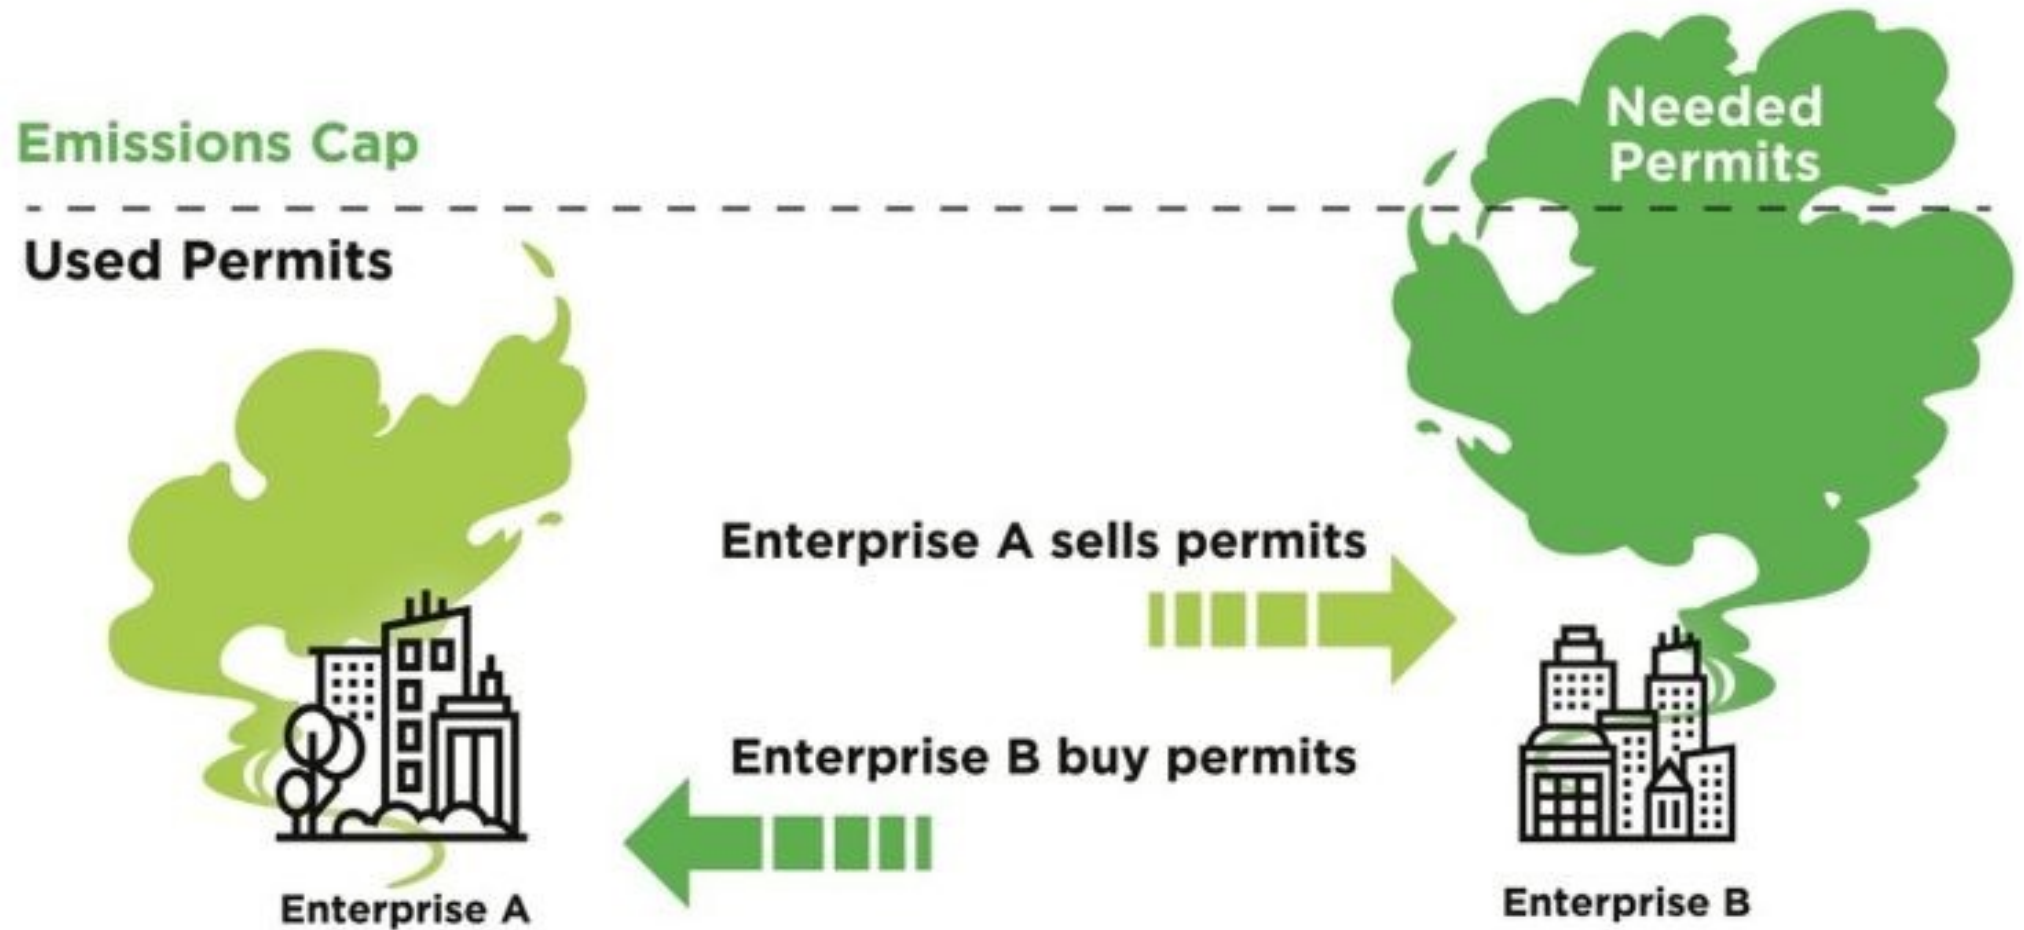 Emissions Cap
Needed
Permits
Used Permits
Enterprise A sells permits
Enterprise B buy permits
Enterprise A
Enterprise B